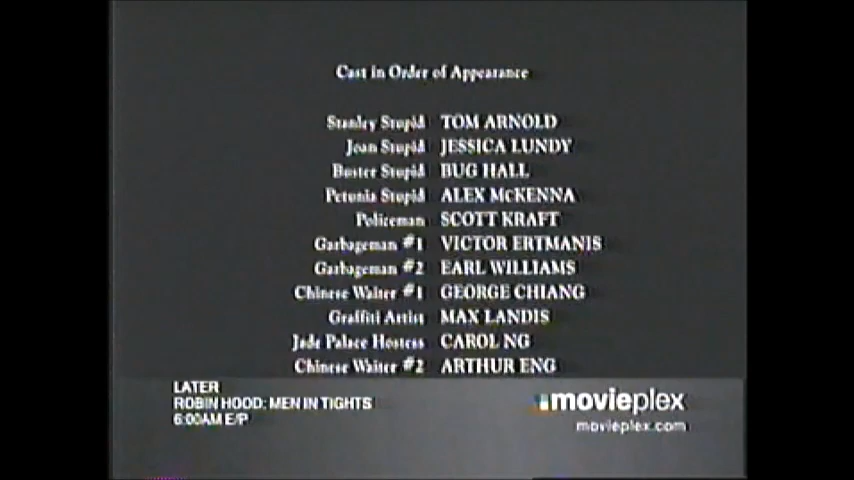 Cast in Order of Appearance
Stanley Stupid TOM ARNOLD
Joan Stupid JESSICA LUNDY
Buster Stupid BUG HALL
Petunia Stupid ALEX McKENNA
Policeman SCOTT KRAFT
Garbageman #1 VICTOR ERTMANIS
Garbageman #2 EARL WILLIAMS
Chinese Waiter #1 GEORGE CHIANG
Graffiti Artist MAX LANDIS
Jade Palace Hostess CAROL NG
Chinese Waiter #2 ARTHUR ENG
LATER
ROBIN HOOD: MEN IN TIGHTS
6:00AM E/P
movieplex
movieplex.com